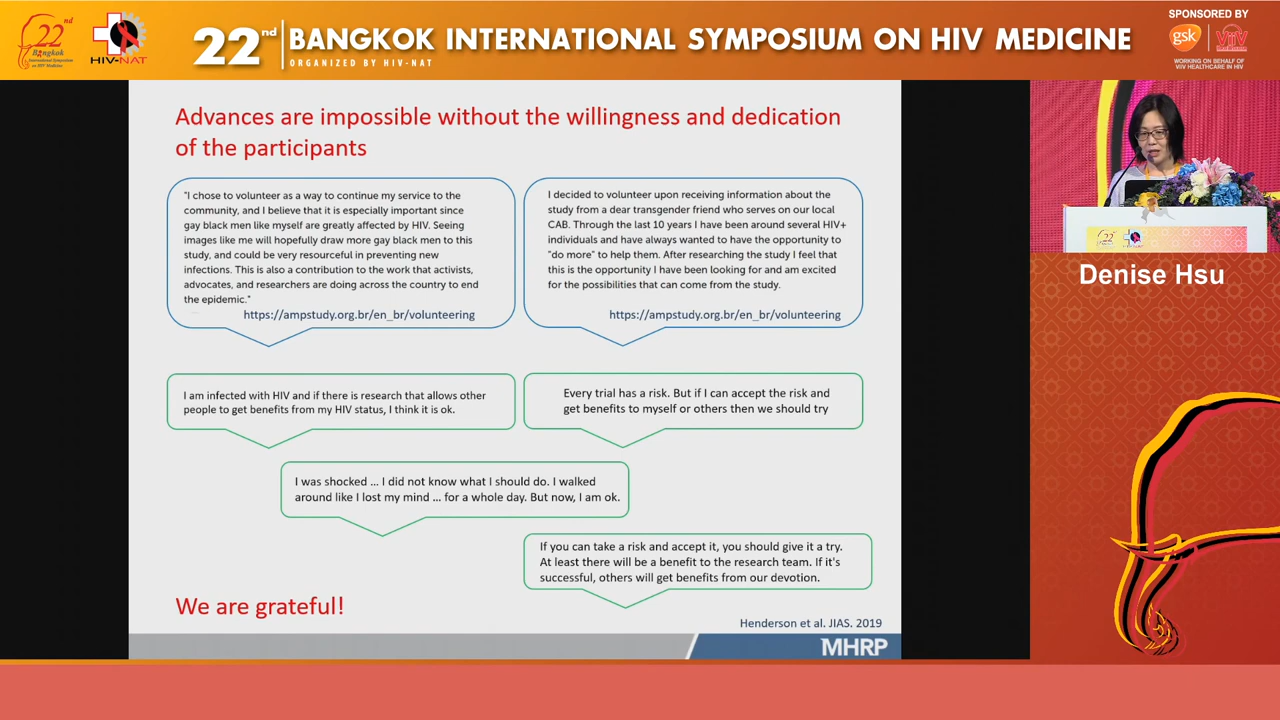 22 nd
Bangkok
International Symposium
on HIV Medicine
HIV-NAT
22nd BANGKOK INTERNATIONAL SYMPOSIUM ON HIV MEDICINE
ORGANIZED BY HIV-NAT
SPONSORED BY
gsk
ViiV
Healthcare
WORKING ON BEHALF OF
VIIV HEALTHCARE IN HIV
Advances are impossible without the willingness and dedication
of the participants
"I chose to volunteer as a way to continue my service to the
community, and I believe that it is especially important since
gay black men like myself are greatly affected by HIV. Seeing
images like me will hopefully draw more gay black men to this
study, and could be very resourceful in preventing new
infections. This is also a contribution to the work that activists,
advocates, and researchers are doing across the country to end
the epidemic."
https://ampstudy.org.br/en_br/volunteering
I decided to volunteer upon receiving information about the
study from a dear transgender friend who serves on our local
CAB. Through the last 10 years I have been around several HIV+
individuals and have always wanted to have the opportunity to
"do more" to help them. After researching the study I feel that
this is the opportunity I have been looking for and am excited
for the possibilities that can come from the study.
https://ampstudy.org.br/en_br/volunteering
I am infected with HIV and if there is research that allows other
people to get benefits from my HIV status, I think it is ok.
Every trial has a risk. But if I can accept the risk and
get benefits to myself or others then we should try
I was shocked ... I did not know what I should do. I walked
around like I lost my mind ... for a whole day. But now, I am ok.
If you can take a risk and accept it, you should give it a try.
At least there will be a benefit to the research team. If it's
successful, others will get benefits from our devotion.
We are grateful!
Henderson et al. JIAS. 2019
MHRP
Denise Hsu